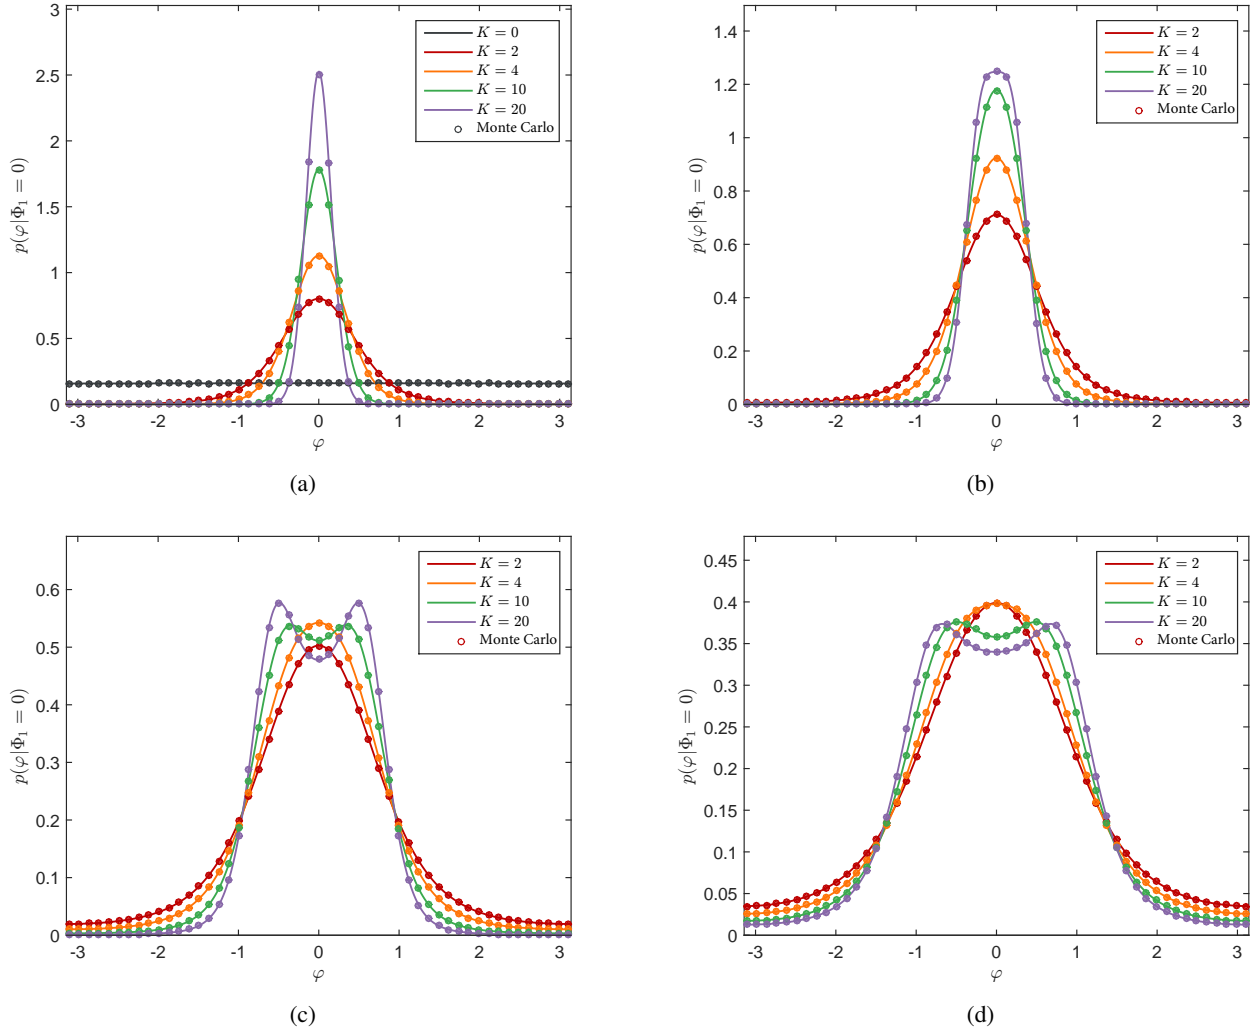 3
2.5
2
1.5
1
0.5
0
p(φ|Φ₁ = 0)
K = 0
K = 2
K = 4
K = 10
K = 20
Monte Carlo
-3 -2 -1 0 1 2 3
φ
(a)
1.4
1.2
1
0.8
0.6
0.4
0.2
0
p(φ|Φ₁ = 0)
K = 2
K = 4
K = 10
K = 20
Monte Carlo
-3 -2 -1 0 1 2 3
φ
(b)
0.6
0.5
0.4
0.3
0.2
0.1
0
p(φ|Φ₁ = 0)
K = 2
K = 4
K = 10
K = 20
Monte Carlo
-3 -2 -1 0 1 2 3
φ
(c)
0.45
0.4
0.35
0.3
0.25
0.2
0.15
0.1
0.05
0
p(φ|Φ₁ = 0)
K = 2
K = 4
K = 10
K = 20
Monte Carlo
-3 -2 -1 0 1 2 3
φ
(d)